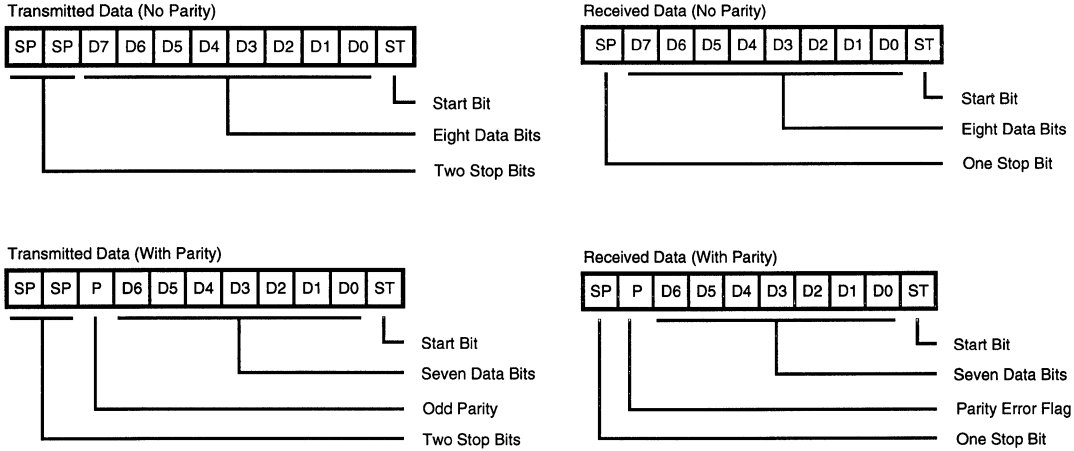 Transmitted Data (No Parity)
SP SP D7 D6 D5 D4 D3 D2 D1 D0 ST
Start Bit
Eight Data Bits
Two Stop Bits
Received Data (No Parity)
SP D7 D6 D5 D4 D3 D2 D1 D0 ST
Start Bit
Eight Data Bits
One Stop Bit
Transmitted Data (With Parity)
SP SP P D6 D5 D4 D3 D2 D1 D0 ST
Start Bit
Seven Data Bits
Odd Parity
Two Stop Bits
Received Data (With Parity)
SP P D6 D5 D4 D3 D2 D1 D0 ST
Start Bit
Seven Data Bits
Parity Error Flag
One Stop Bit